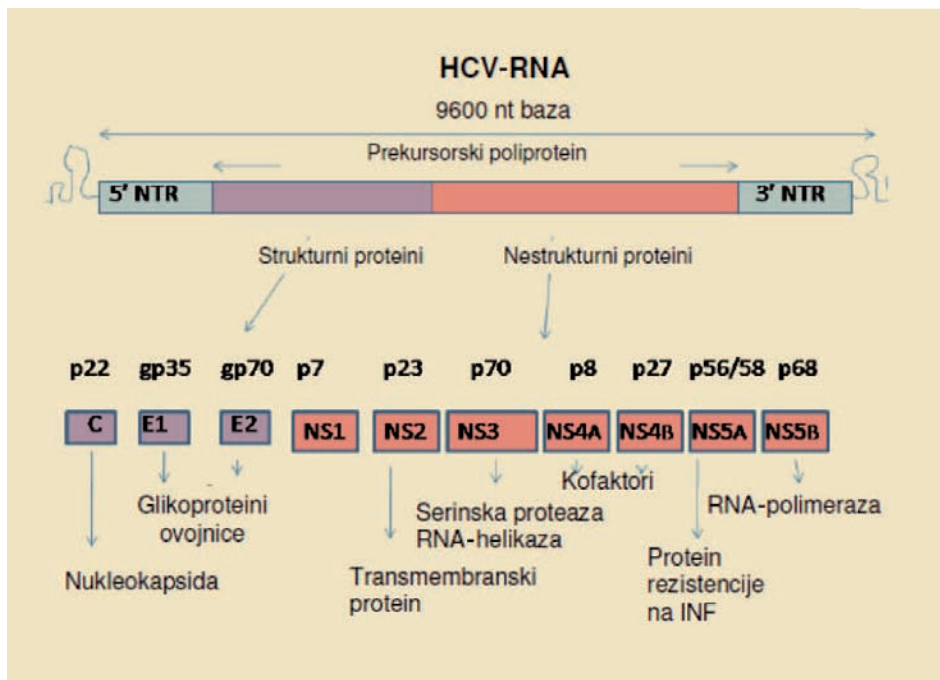 HCV-RNA
9600 nt baza
Prekursorski poliprotein
5' NTR
3' NTR
Strukturni proteini
Nestrukturni proteini
p22 gp35 gp70 p7 p23 p70 p8 p27 p56/58 p68
C E1 E2 NS1 NS2 NS3 NS4A NS4B NS5A NS5B
Glikoproteini
ovojnice
Nukleokapsida
Transmembranski
protein
Serinska proteaza
RNA-helikaza
Kofaktori
Protein
rezistencije
na INF
RNA-polimeraza